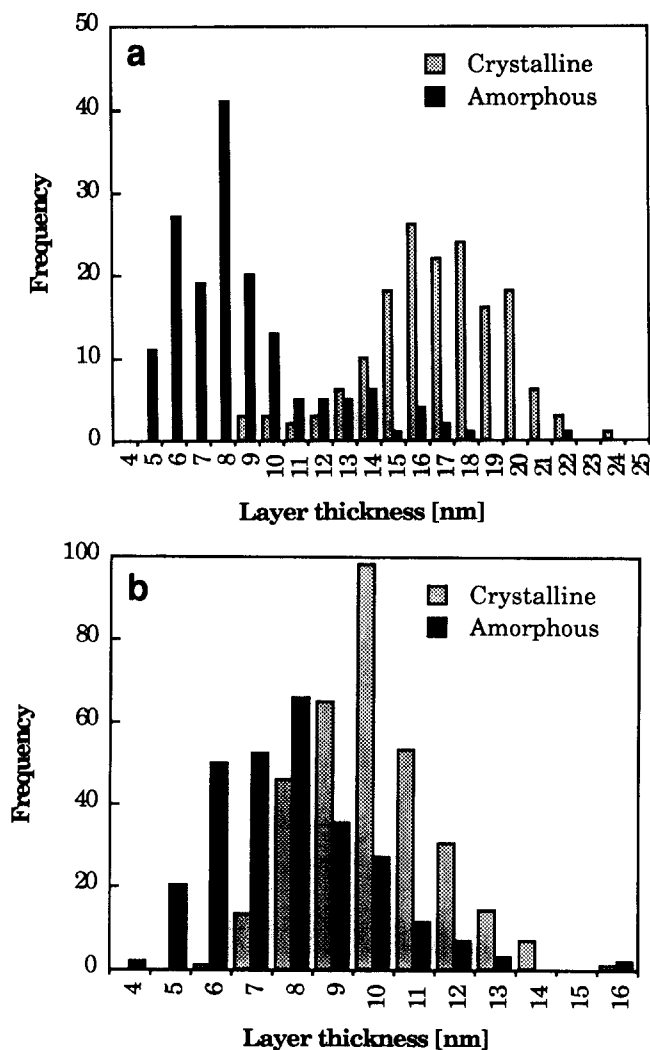 50
a
Crystalline
Amorphous
40
30
20
10
0
Frequency
4 5 6 7 8 9 10 11 12 13 14 15 16 17 18 19 20 21 22 23 24 25
Layer thickness [nm]
100
b
Crystalline
Amorphous
80
60
40
20
0
Frequency
4 5 6 7 8 9 10 11 12 13 14 15 16
Layer thickness [nm]